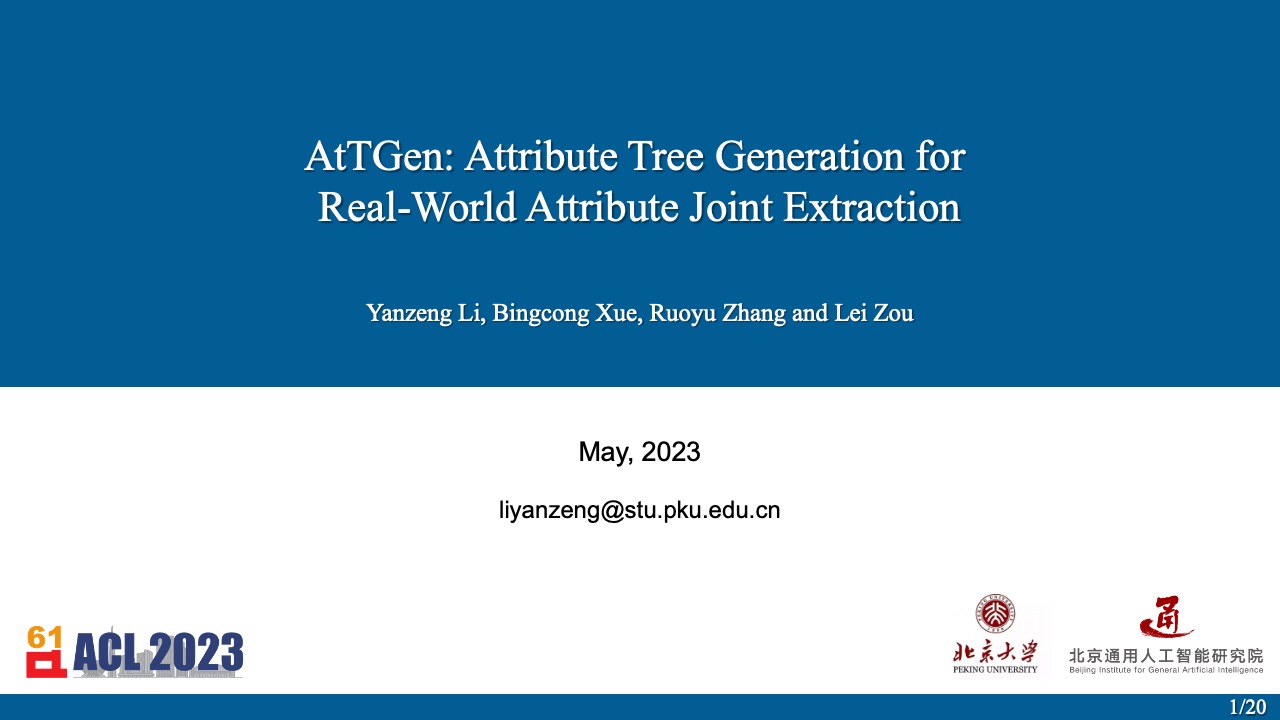 AtTGen: Attribute Tree Generation for
Real-World Attribute Joint Extraction
Yanzeng Li, Bingcong Xue, Ruoyu Zhang and Lei Zou
May, 2023
liyanzeng@stu.pku.edu.cn
61
ACL 2023
北京大学
PEKING UNIVERSITY
通
北京通用人工智能研究院
Beijing Institute for General Artificial Intelligence
1/20